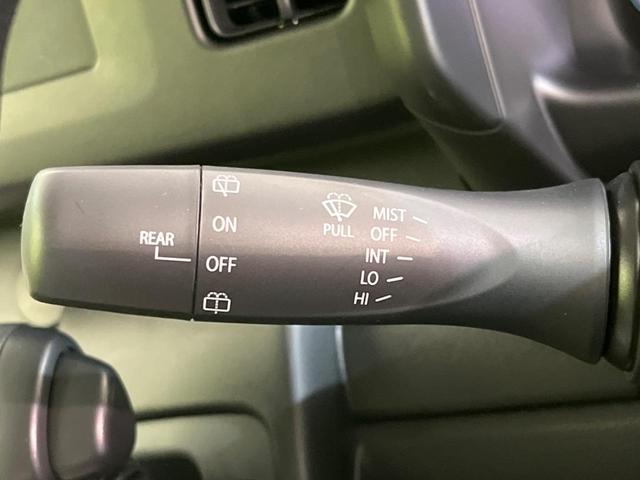 REAR
ON
OFF
PULL
MIST
OFF
INT
LO
HI